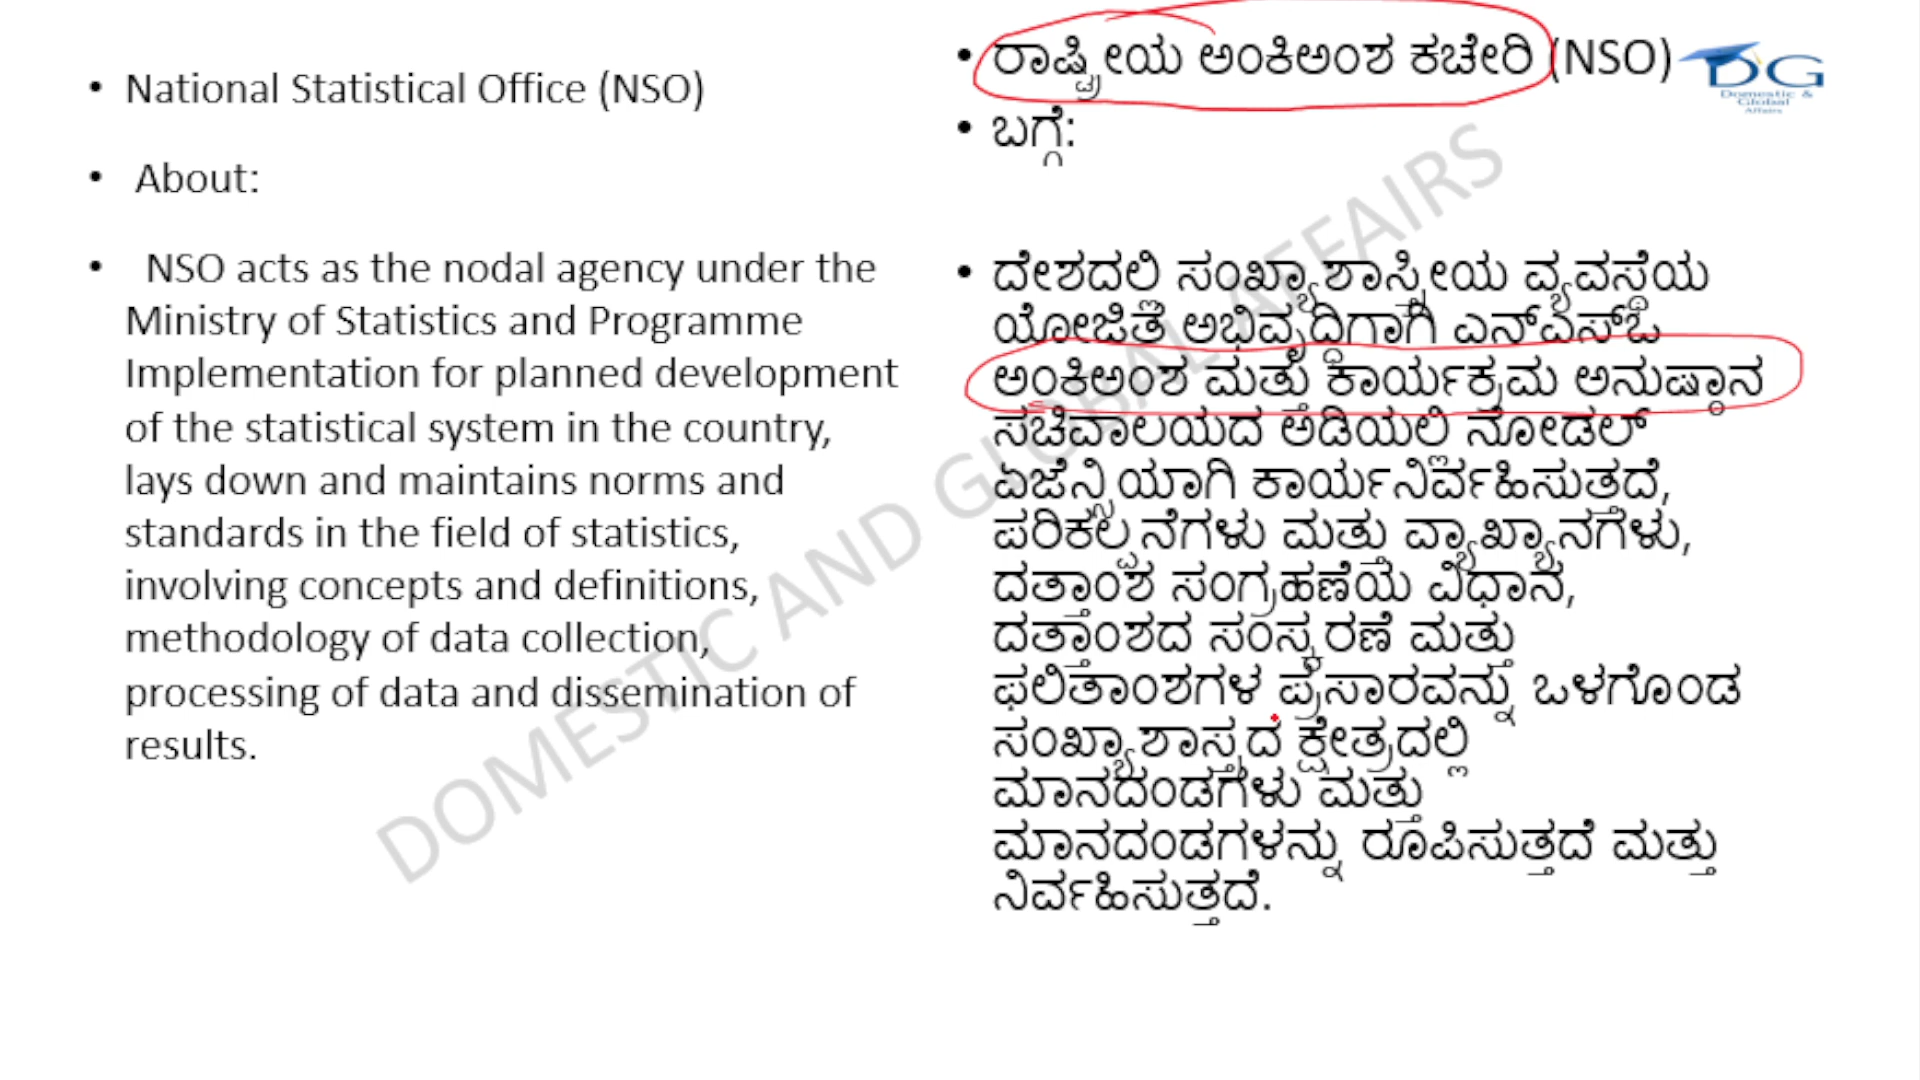 • National Statistical Office (NSO)
• About:
• NSO acts as the nodal agency under the
Ministry of Statistics and Programme
Implementation for planned development
of the statistical system in the country,
lays down and maintains norms and
standards in the field of statistics,
involving concepts and definitions,
methodology of data collection,
processing of data and dissemination of
results.
• ರಾಷ್ಟ್ರೀಯ ಅಂಕಿಅಂಶ ಕಚೇರಿ (NSO)
• ಬಗ್ಗೆ:
• ದೇಶದಲ್ಲಿ ಸಂಖ್ಯಾಶಾಸ್ತ್ರೀಯ ವ್ಯವಸ್ಥೆಯ
ಯೋಜಿತ ಅಭಿವೃದ್ಧಿಗಾಗಿ ಎನ್‌ಎಸ್‌ಒ
ಅಂಕಿಅಂಶ ಮತ್ತು ಕಾರ್ಯಕ್ರಮ ಅನುಷ್ಠಾನ
ಸಚಿವಾಲಯದ ಅಡಿಯಲ್ಲಿ ನೋಡಲ್
ಏಜೆನ್ಸಿಯಾಗಿ ಕಾರ್ಯನಿರ್ವಹಿಸುತ್ತದೆ,
ಪರಿಕಲ್ಪನೆಗಳು ಮತ್ತು ವ್ಯಾಖ್ಯಾನಗಳು,
ದತ್ತಾಂಶ ಸಂಗ್ರಹಣೆಯ ವಿಧಾನ,
ದತ್ತಾಂಶದ ಸಂಸ್ಕರಣೆ ಮತ್ತು
ಫಲಿತಾಂಶಗಳ ಪ್ರಸಾರವನ್ನು ಒಳಗೊಂಡ
ಸಂಖ್ಯಾಶಾಸ್ತ್ರದ ಕ್ಷೇತ್ರದಲ್ಲಿ
ಮಾನದಂಡಗಳು ಮತ್ತು
ಮಾನದಂಡಗಳನ್ನು ರೂಪಿಸುತ್ತದೆ ಮತ್ತು
ನಿರ್ವಹಿಸುತ್ತದೆ.
DG
Domestic &
Global
Affairs
DOMESTIC AND GLOBAL AFFAIRS